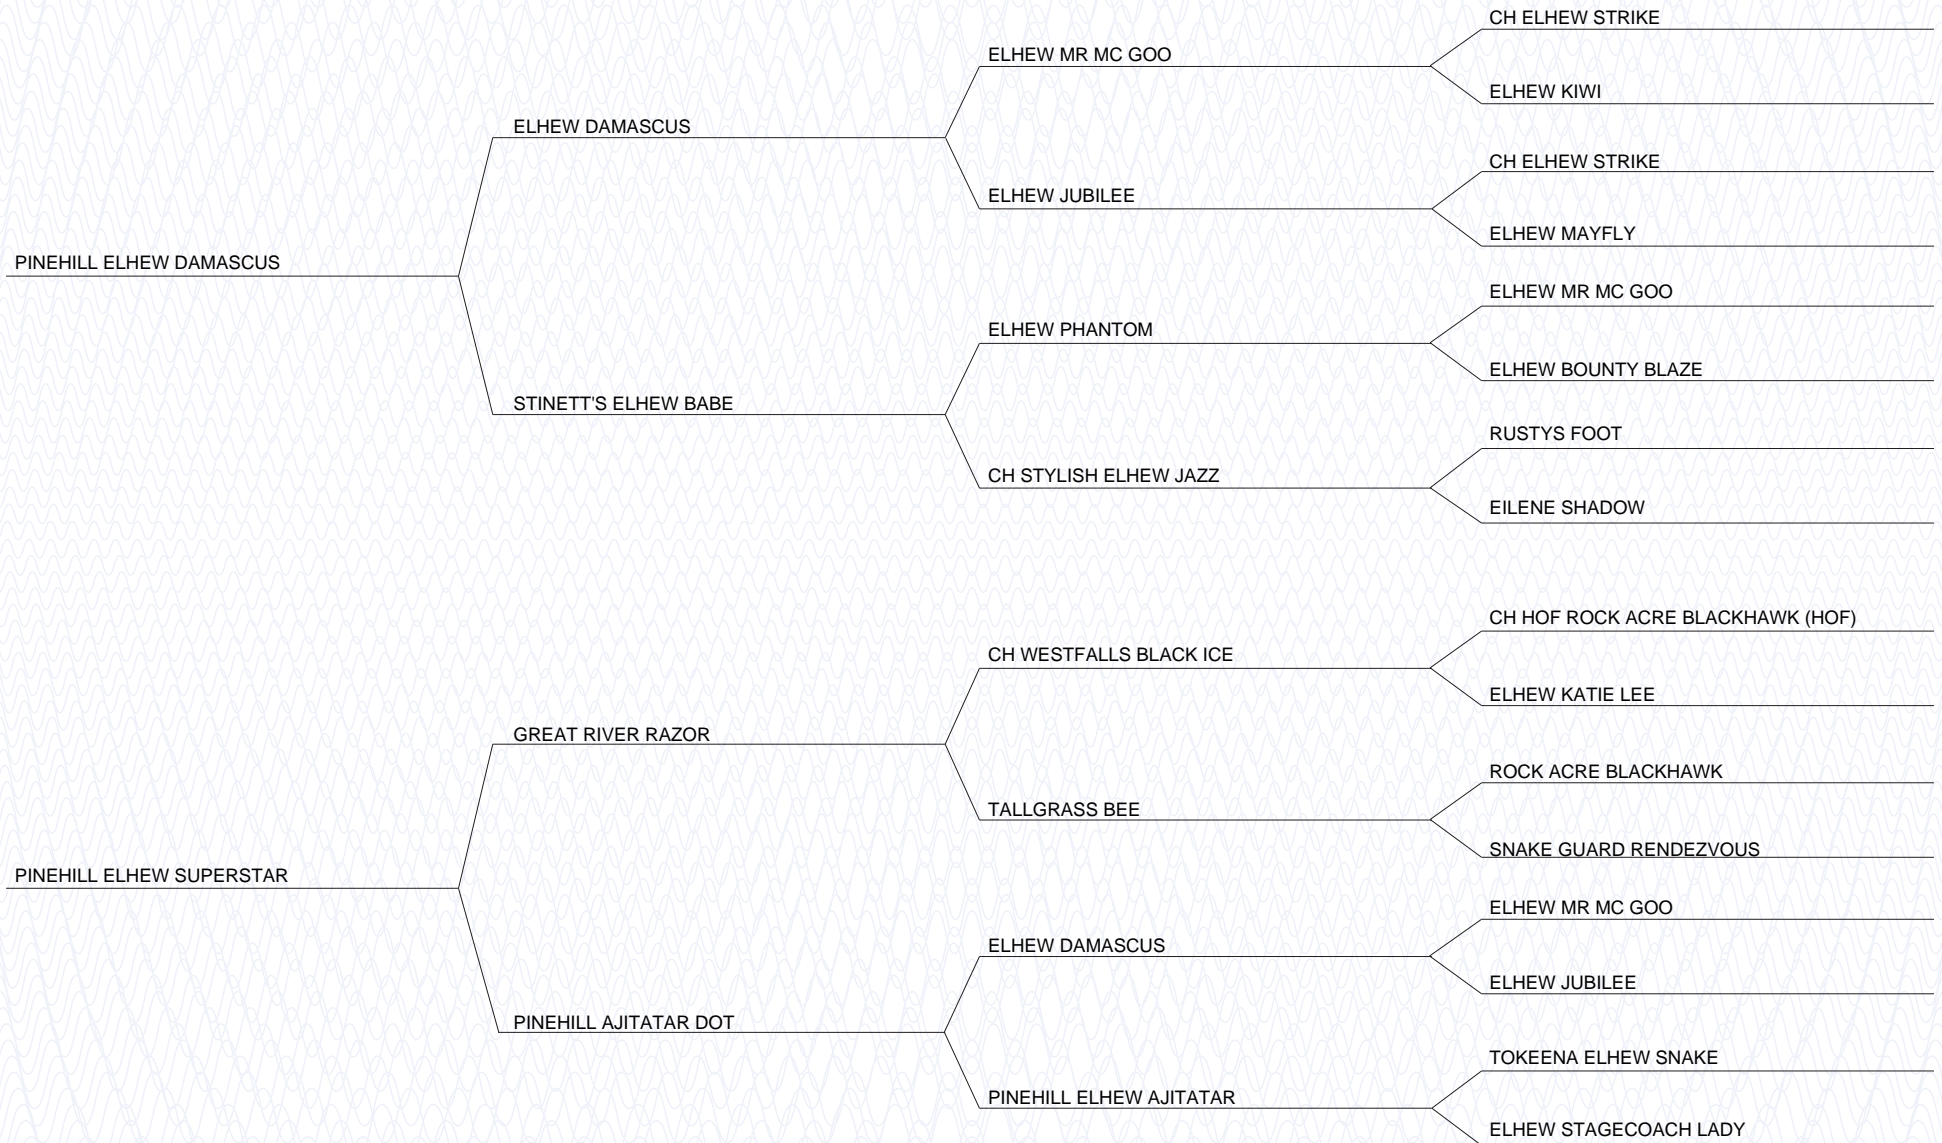 CH ELHEW STRIKE
ELHEW MR MC GOO
ELHEW KIWI
ELHEW DAMASCUS
CH ELHEW STRIKE
ELHEW JUBILEE
ELHEW MAYFLY
PINEHILL ELHEW DAMASCUS
ELHEW MR MC GOO
ELHEW PHANTOM
ELHEW BOUNTY BLAZE
STINETT'S ELHEW BABE
RUSTYS FOOT
CH STYLISH ELHEW JAZZ
EILENE SHADOW
CH HOF ROCK ACRE BLACKHAWK (HOF)
CH WESTFALLS BLACK ICE
ELHEW KATIE LEE
GREAT RIVER RAZOR
ROCK ACRE BLACKHAWK
TALLGRASS BEE
SNAKE GUARD RENDEZVOUS
PINEHILL ELHEW SUPERSTAR
ELHEW MR MC GOO
ELHEW DAMASCUS
ELHEW JUBILEE
PINEHILL AJITATAR DOT
TOKEENA ELHEW SNAKE
PINEHILL ELHEW AJITATAR
ELHEW STAGECOACH LADY